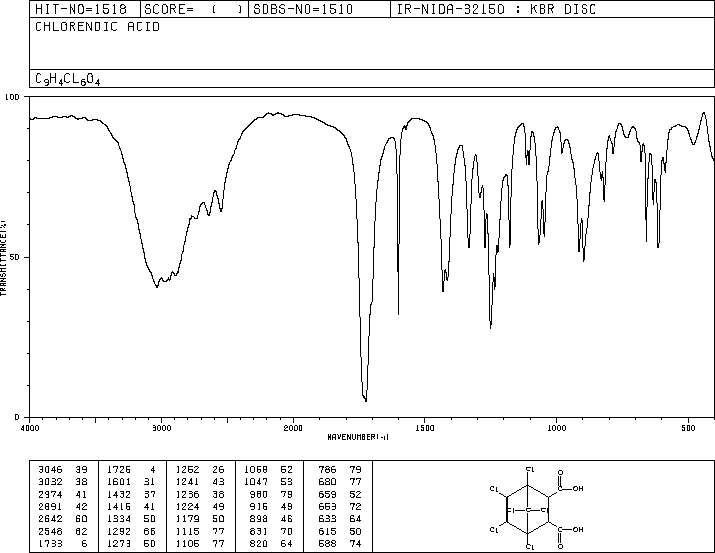 HIT-NO=1518 SCORE= ( ) SDBS-NO=1510 IR-NIDA-32150 : KBR DISC
CHLORENDIC ACID
C9H4CL6O4
100
50
0
TRANSMITTANCE(%)
4000 3000 2000 1500 1000 500
WAVENUMBER(-1)
3046 39 1726 4 1252 26 1068 52 786 79
3032 38 1601 31 1241 43 1047 53 680 77
2974 41 1432 37 1236 38 980 79 659 52
2891 42 1416 41 1224 49 916 49 653 72
2642 60 1334 50 1179 50 898 46 633 64
2548 62 1292 66 1115 77 831 70 615 50
1733 6 1273 50 1105 77 820 64 588 74
Cl
O
Cl C OH
Cl C Cl
Cl C OH
O
Cl